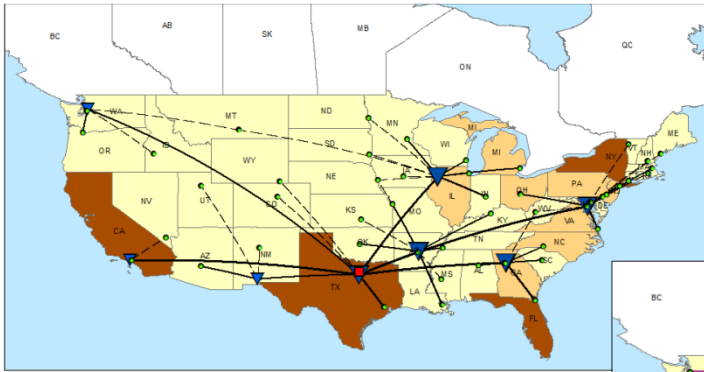 BC
AB
SK
MB
ON
QC
WA
MT
ND
MN
MI
ME
VT
NH
OR
ID
SD
WI
MI
NY
WY
NE
IL
IN
OH
PA
NV
UT
CO
KS
MO
KY
WV
VA
DE
CA
AZ
NM
OK
TN
NC
SC
TX
LA
MS
AL
GA
FL
BC